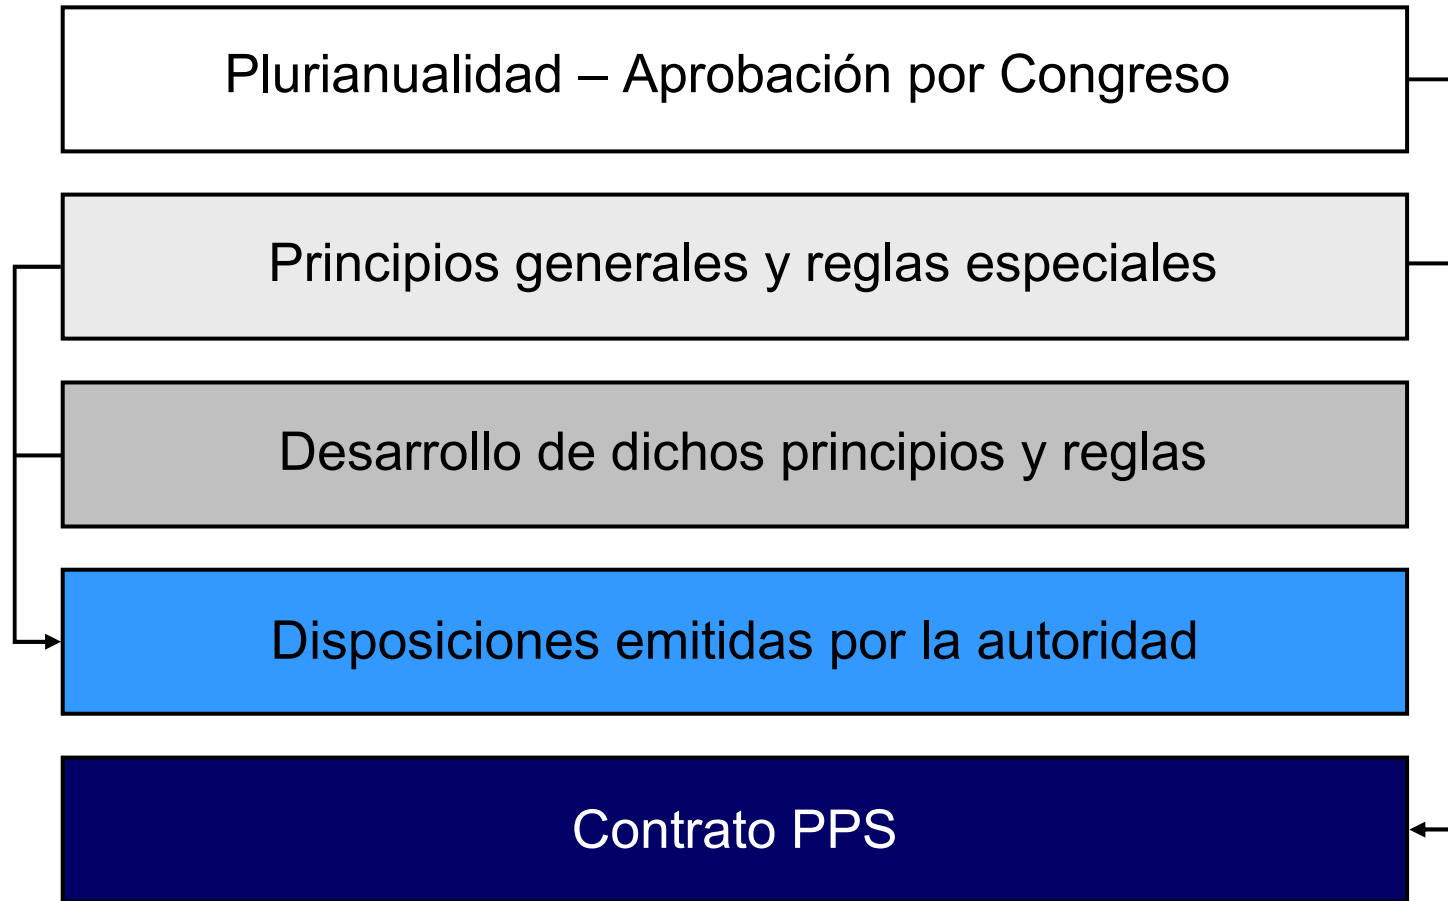 Plurianualidad – Aprobación por Congreso
Principios generales y reglas especiales
Desarrollo de dichos principios y reglas
Disposiciones emitidas por la autoridad
Contrato PPS